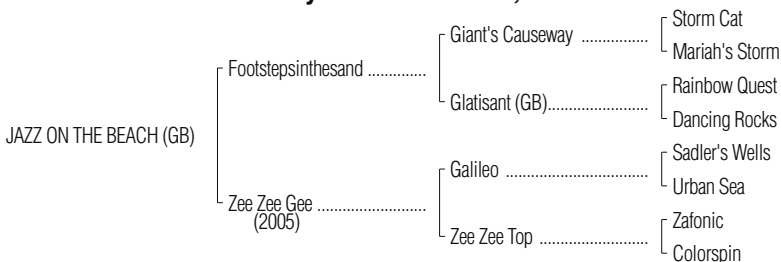 JAZZ ON THE BEACH (GB)
Footstepsinthesand ..............
Zee Zee Gee ......................
(2005)
Giant's Causeway ................
Glatisant (GB)........................
Galileo ..................................
Zee Zee Top ..........................
Storm Cat
Mariah's Storm
Rainbow Quest
Dancing Rocks
Sadler's Wells
Urban Sea
Zafonic
Colorspin